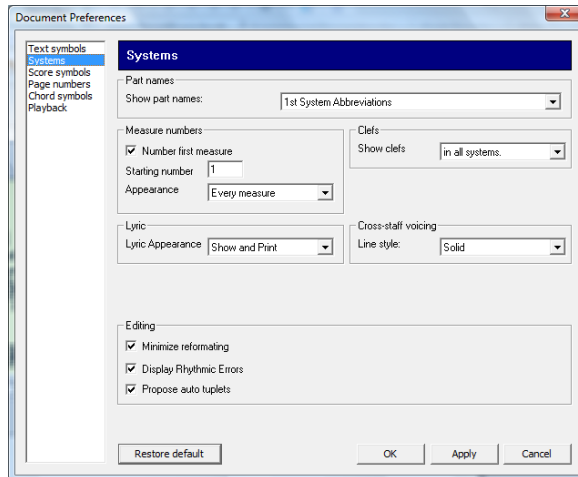 Document Preferences
Text symbols
Systems
Score symbols
Page numbers
Chord symbols
Playback
Systems
Part names
Show part names: 1st System Abbreviations
Measure numbers
Number first measure
Starting number 1
Appearance Every measure
Clefs
Show clefs in all systems.
Lyric
Lyric Appearance Show and Print
Cross-staff voicing
Line style: Solid
Editing
Minimize reformating
Display Rhythmic Errors
Propose auto tuplets
Restore default OK Apply Cancel